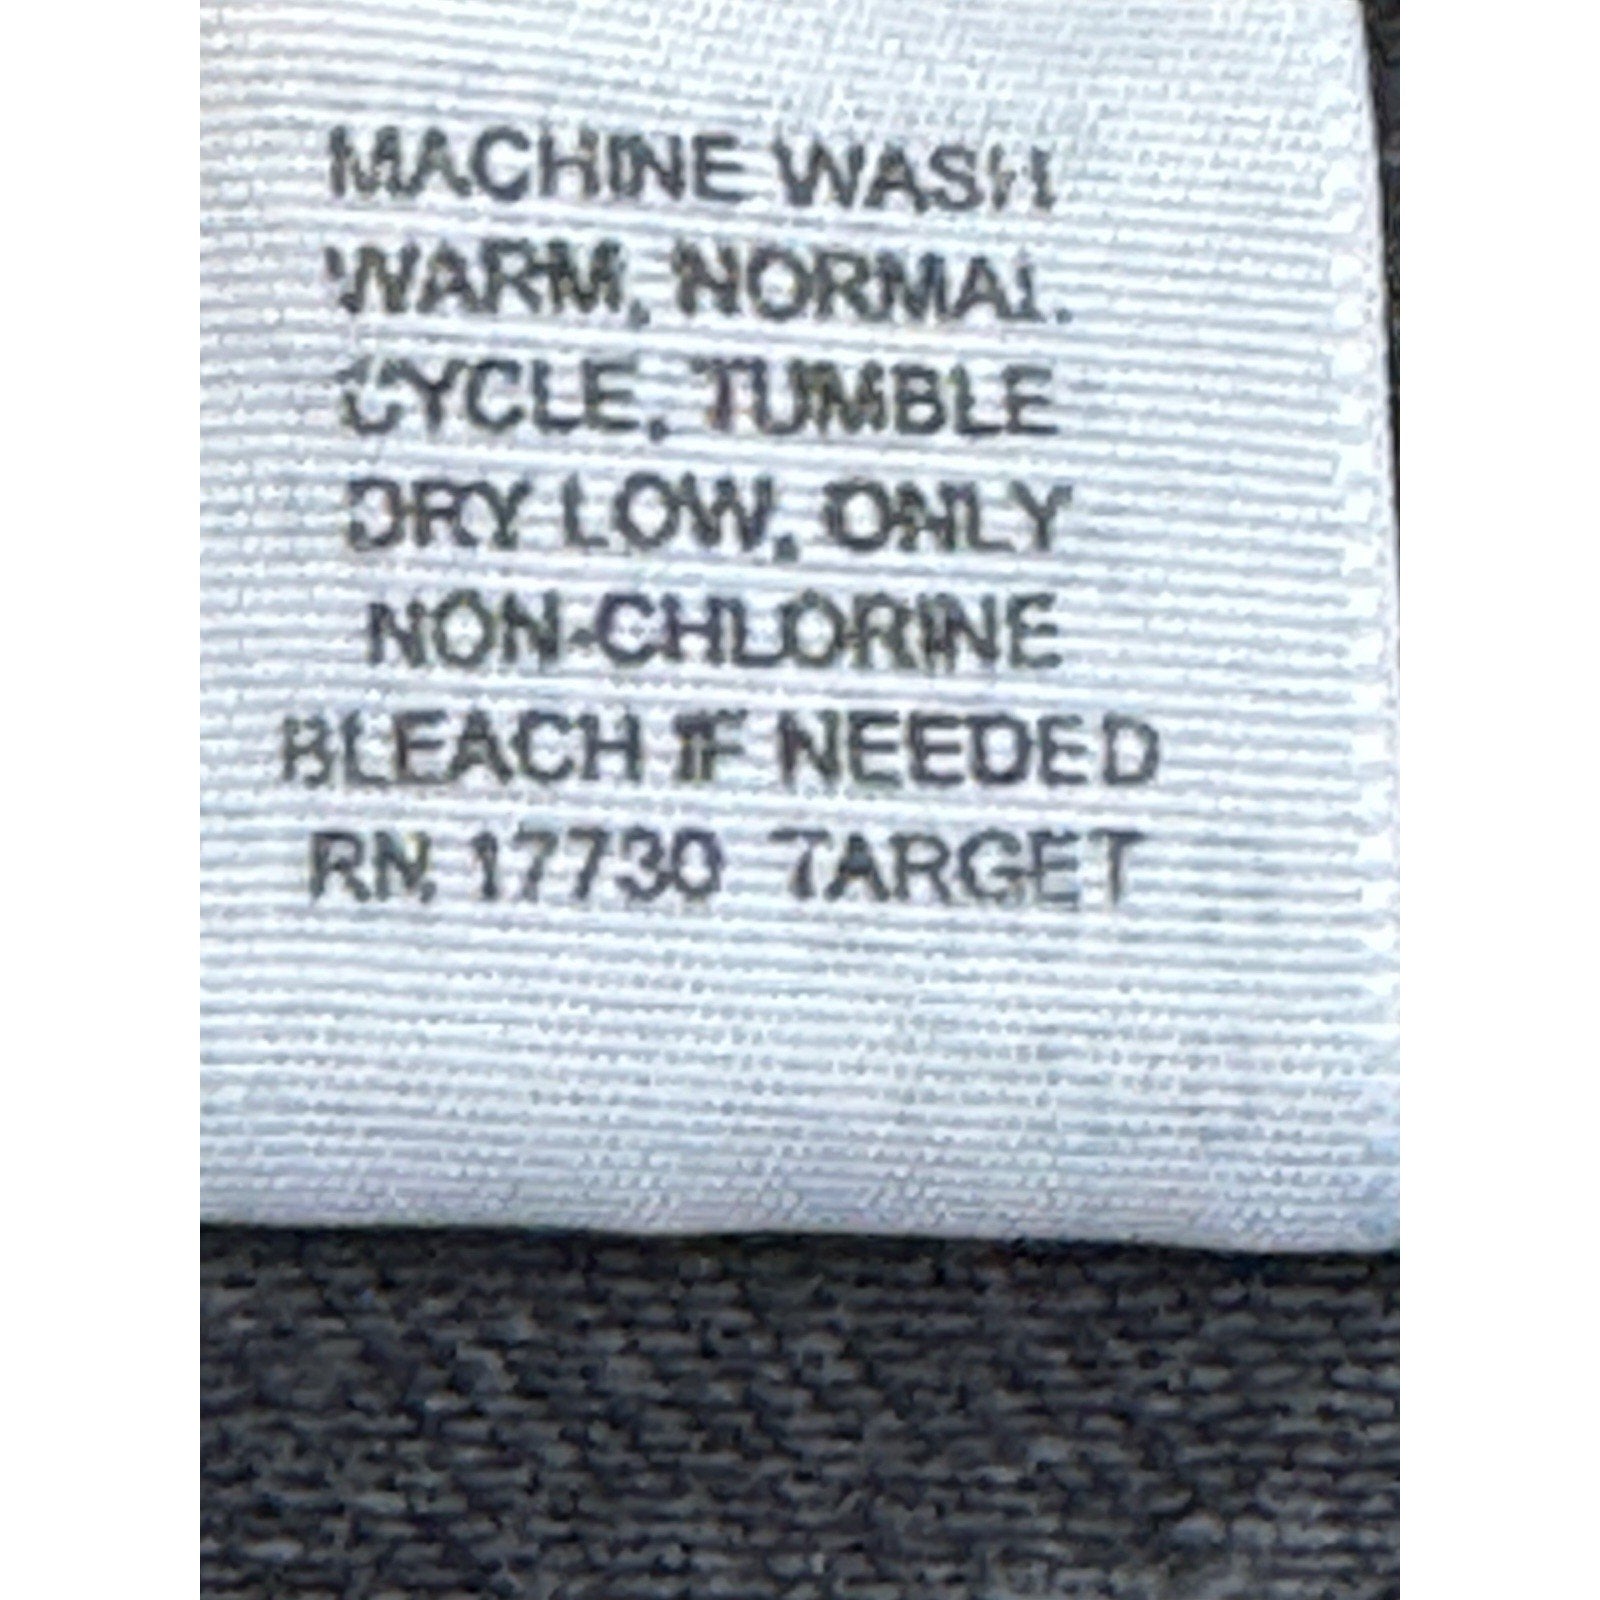 MACHINE WASH
WARM, NORMAL
CYCLE, TUMBLE
DRY LOW, ONLY
NON-CHLORINE
BLEACH IF NEEDED
RN 17730 TARGET